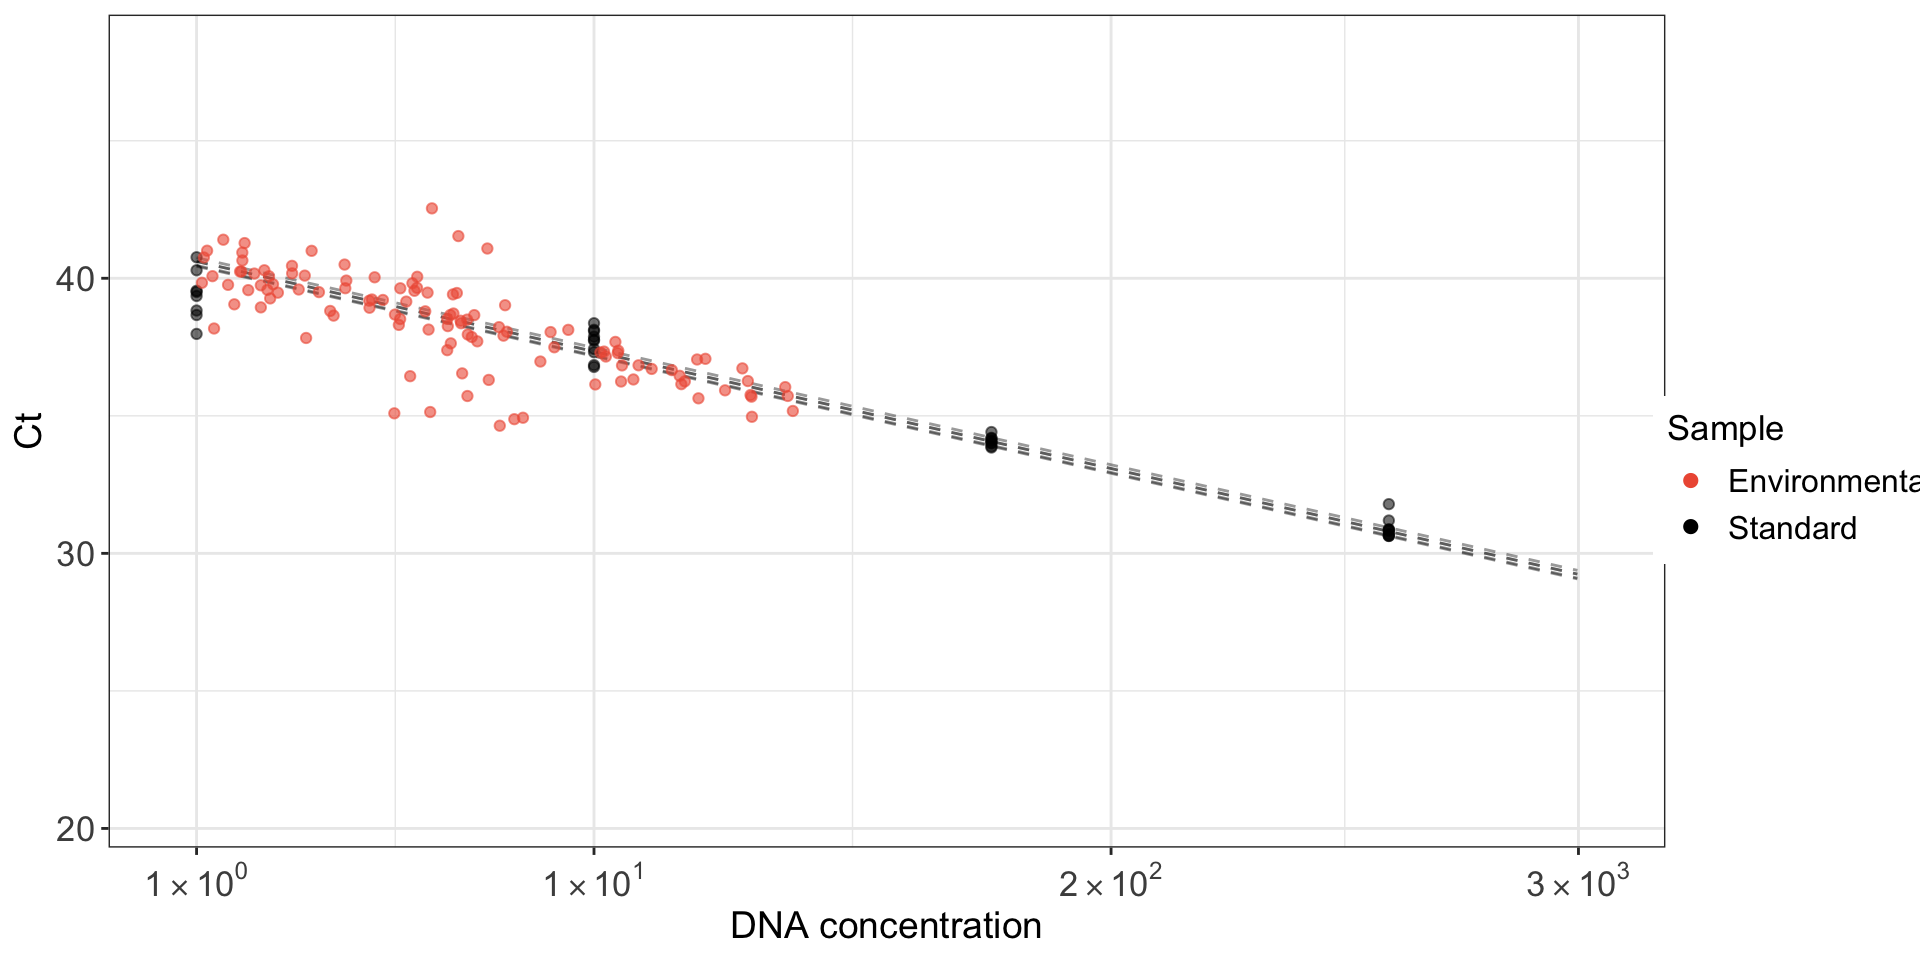 Ct
40
30
20
1 × 10⁰
1 × 10¹
2 × 10²
3 × 10³
DNA concentration
Sample
Environmenta
Standard